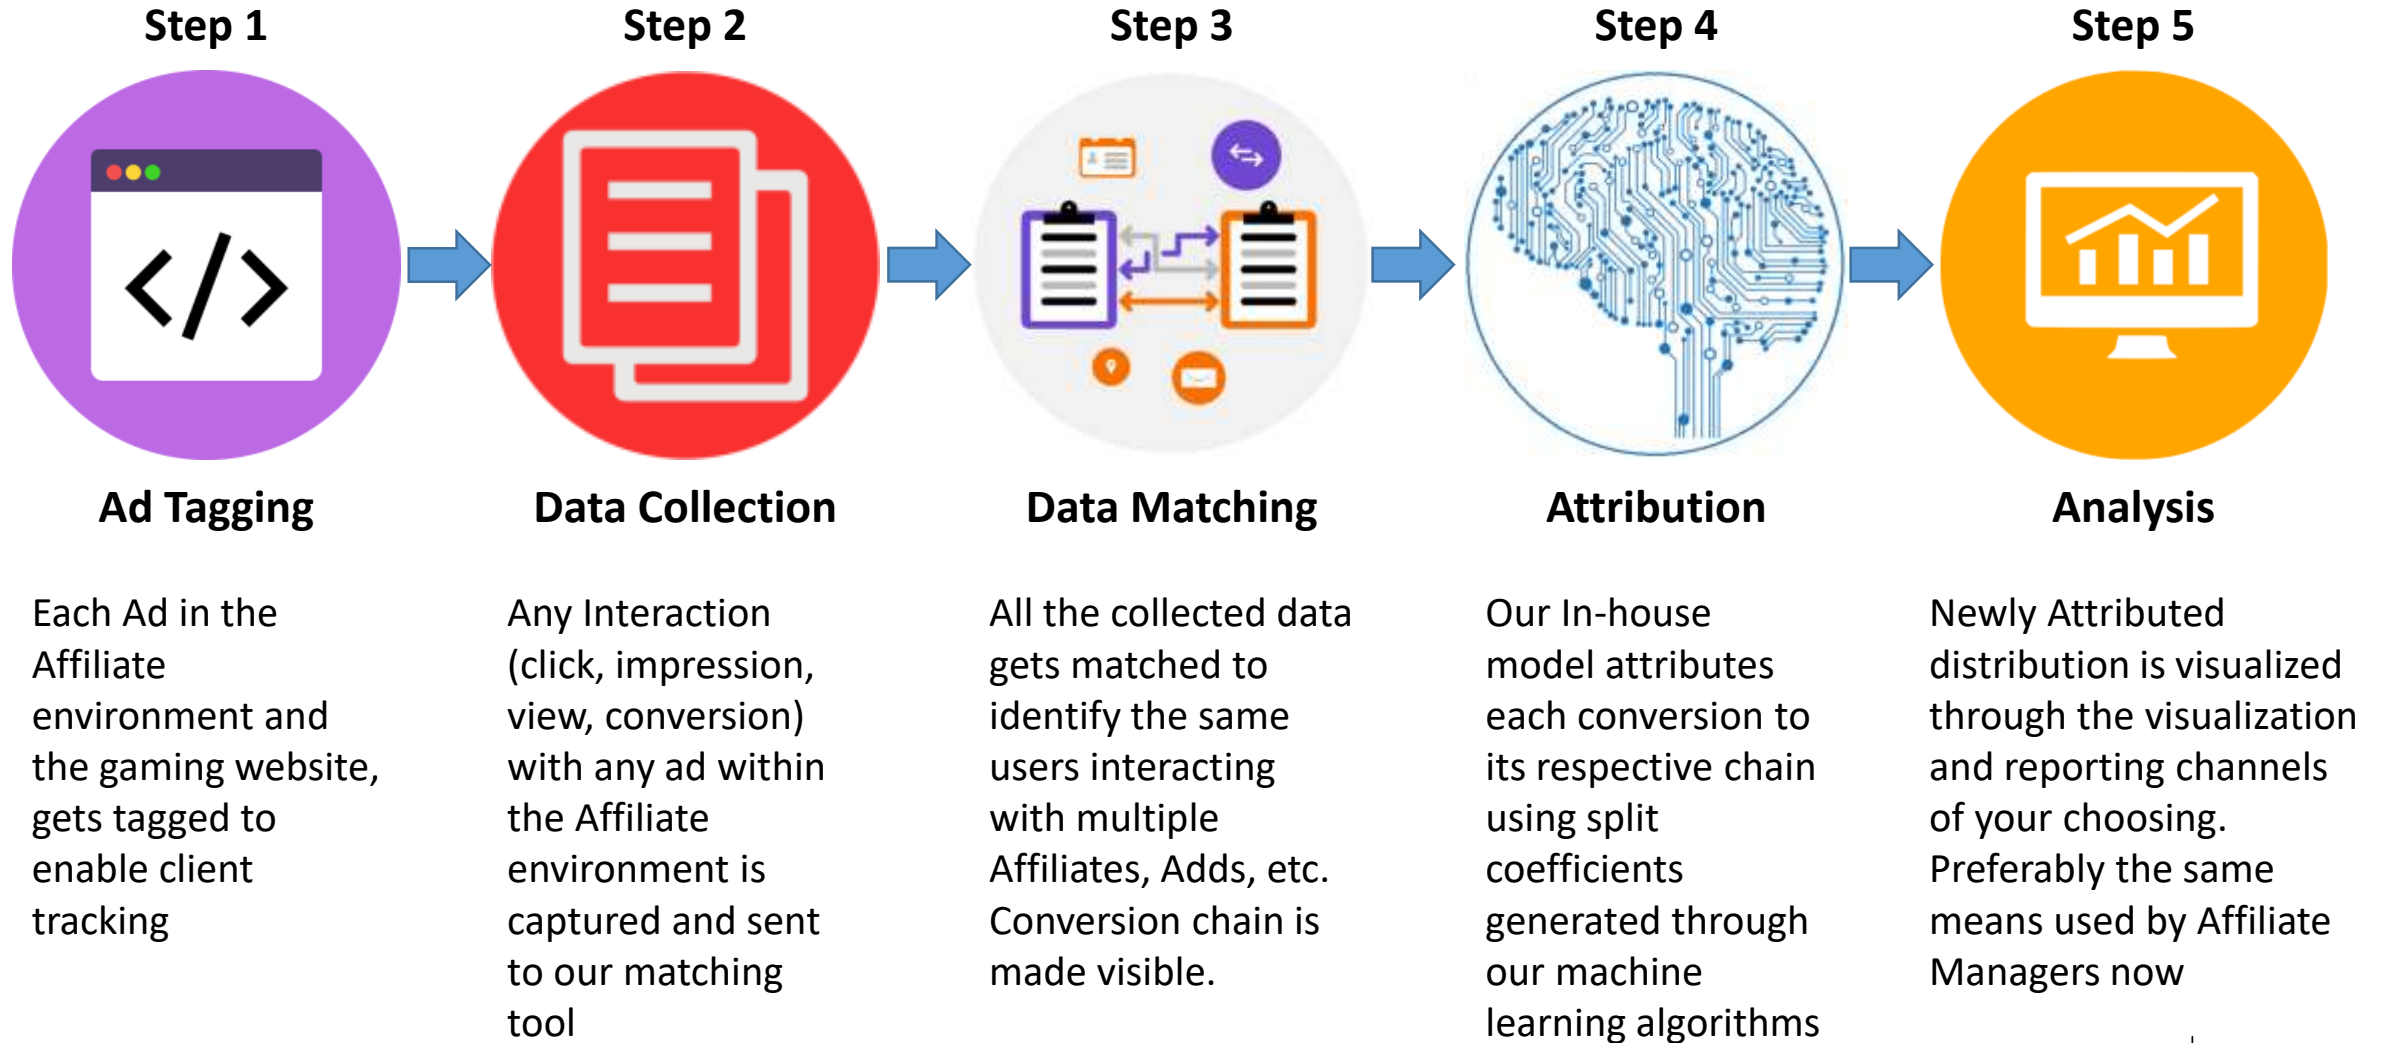 Step 1
Step 2
Step 3
Step 4
Step 5
</>
Ad Tagging
Data Collection
Data Matching
Attribution
Analysis
Each Ad in the
Affiliate
environment and
the gaming website,
gets tagged to
enable client
tracking
Any Interaction
(click, impression,
view, conversion)
with any ad within
the Affiliate
environment is
captured and sent
to our matching
tool
All the collected data
gets matched to
identify the same
users interacting
with multiple
Affiliates, Adds, etc.
Conversion chain is
made visible.
Our In-house
model attributes
each conversion to
its respective chain
using split
coefficients
generated through
our machine
learning algorithms
Newly Attributed
distribution is visualized
through the visualization
and reporting channels
of your choosing.
Preferably the same
means used by Affiliate
Managers now